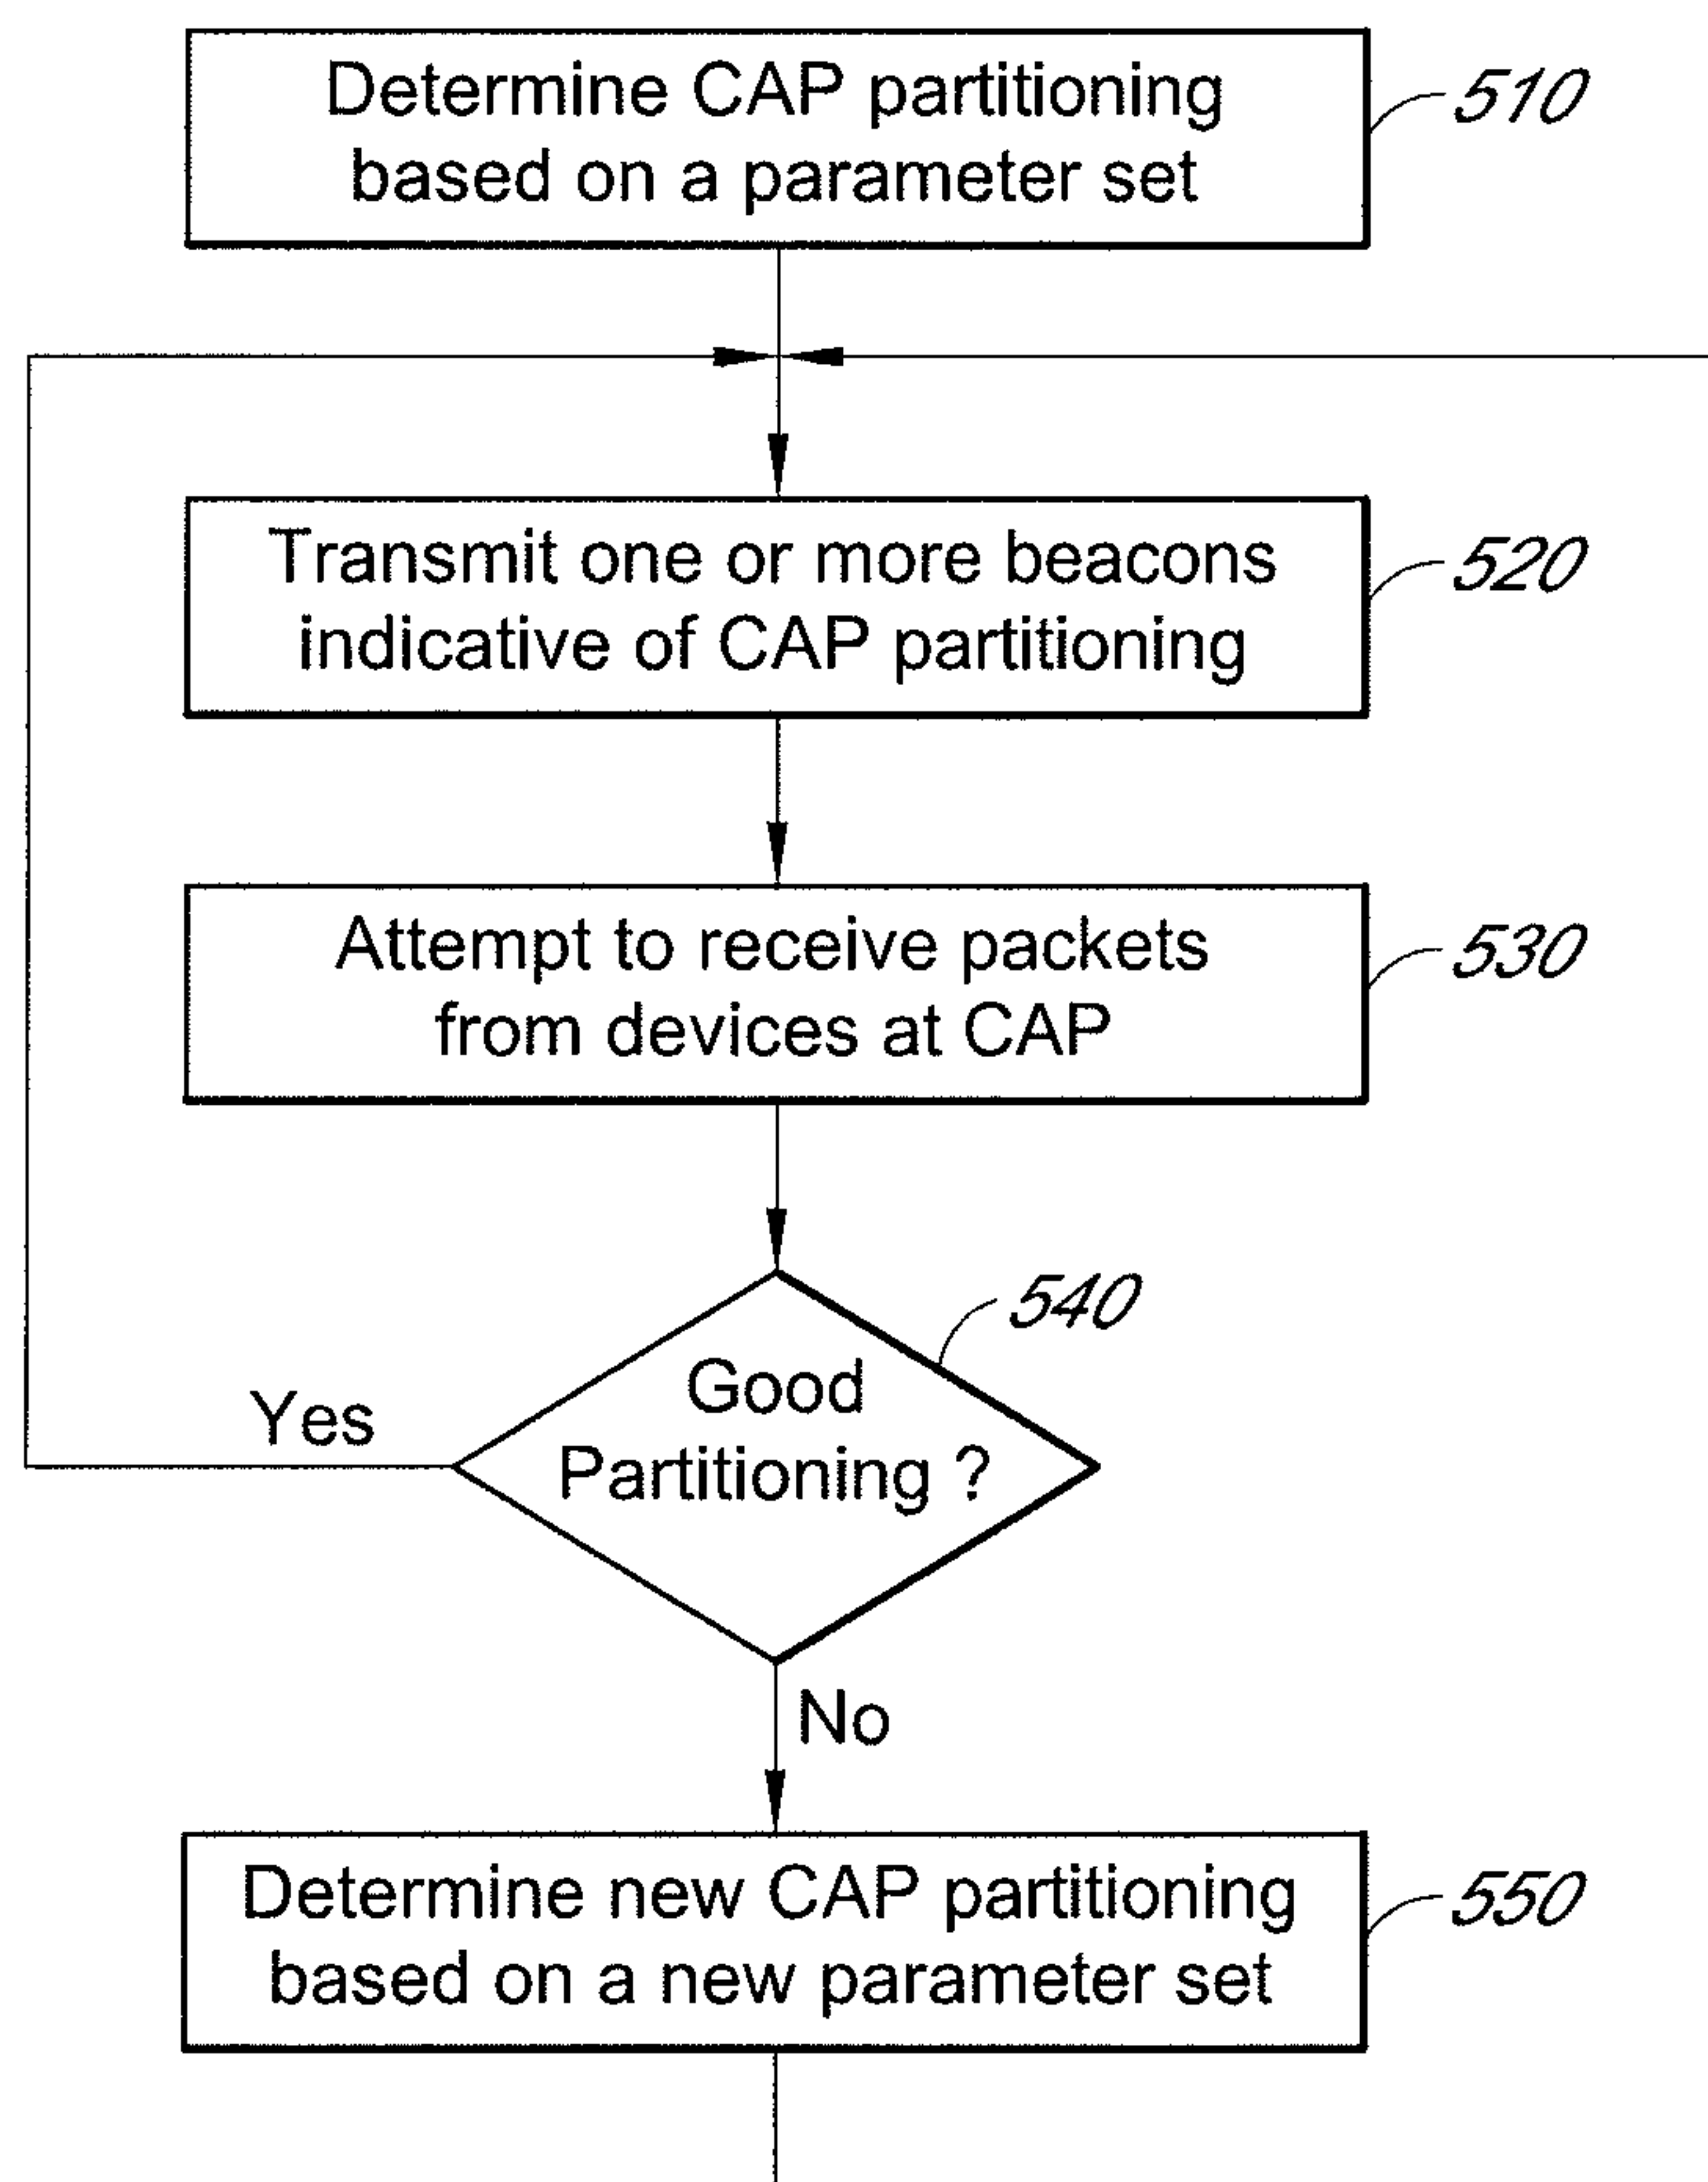 Determine CAP partitioning
based on a parameter set
510
Transmit one or more beacons
indicative of CAP partitioning
520
Attempt to receive packets
from devices at CAP
530
540
Good
Partitioning ?
Yes
No
Determine new CAP partitioning
based on a new parameter set
550